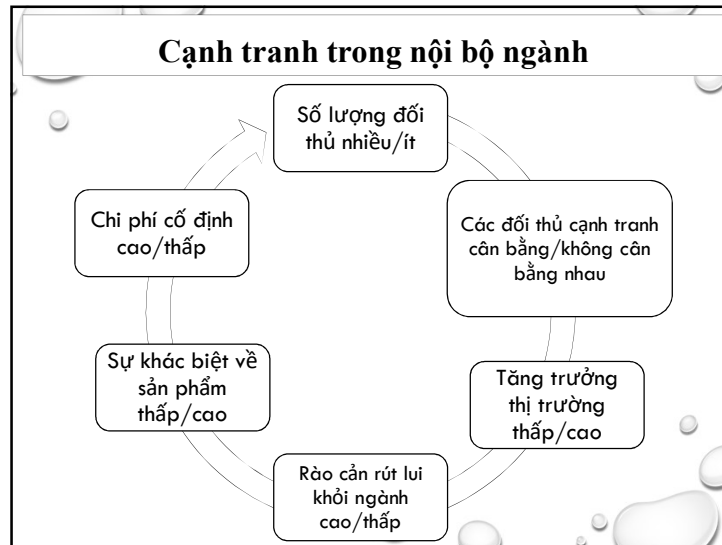 Cạnh tranh trong nội bộ ngành
Số lượng đối
thủ nhiều/ít
Các đối thủ cạnh tranh
cân bằng/không cân
bằng nhau
Tăng trưởng
thị trường
thấp/cao
Rào cản rút lui
khỏi ngành
cao/thấp
Sự khác biệt về
sản phẩm
thấp/cao
Chi phí cố định
cao/thấp